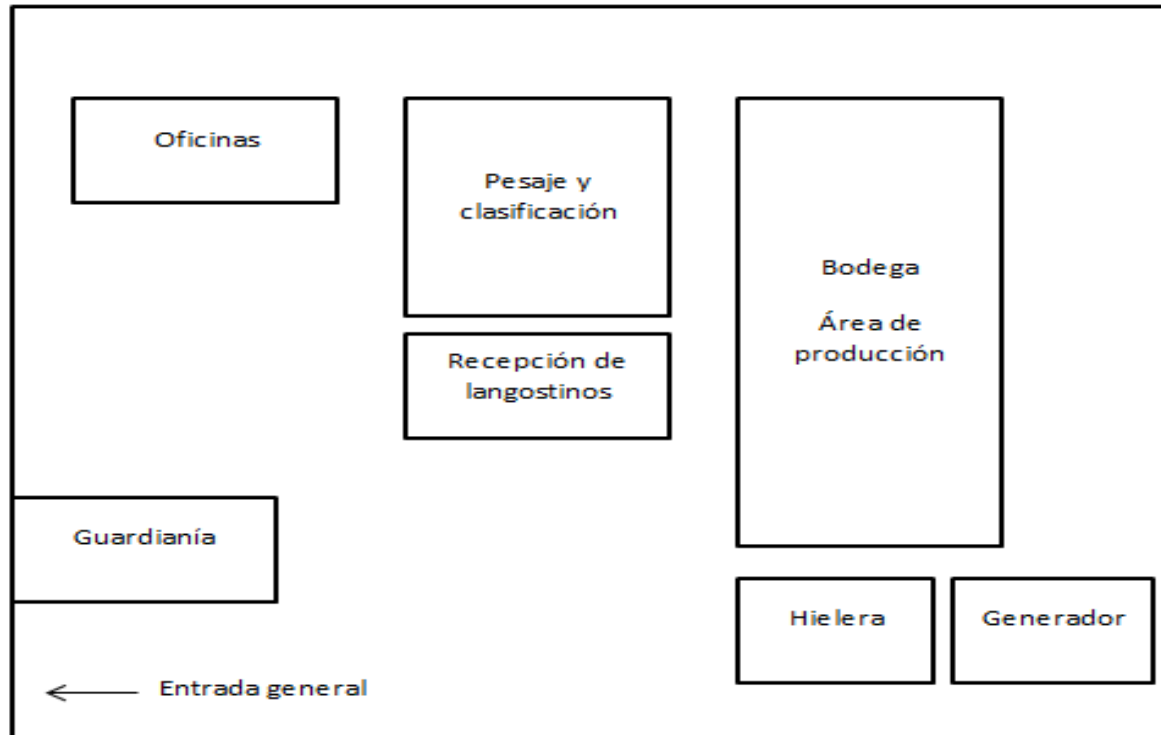 Oficinas
Pesaje y
clasificación
Bodega
Área de
producción
Recepción de
langostinos
Guardianía
Hielera
Generador
Entrada general